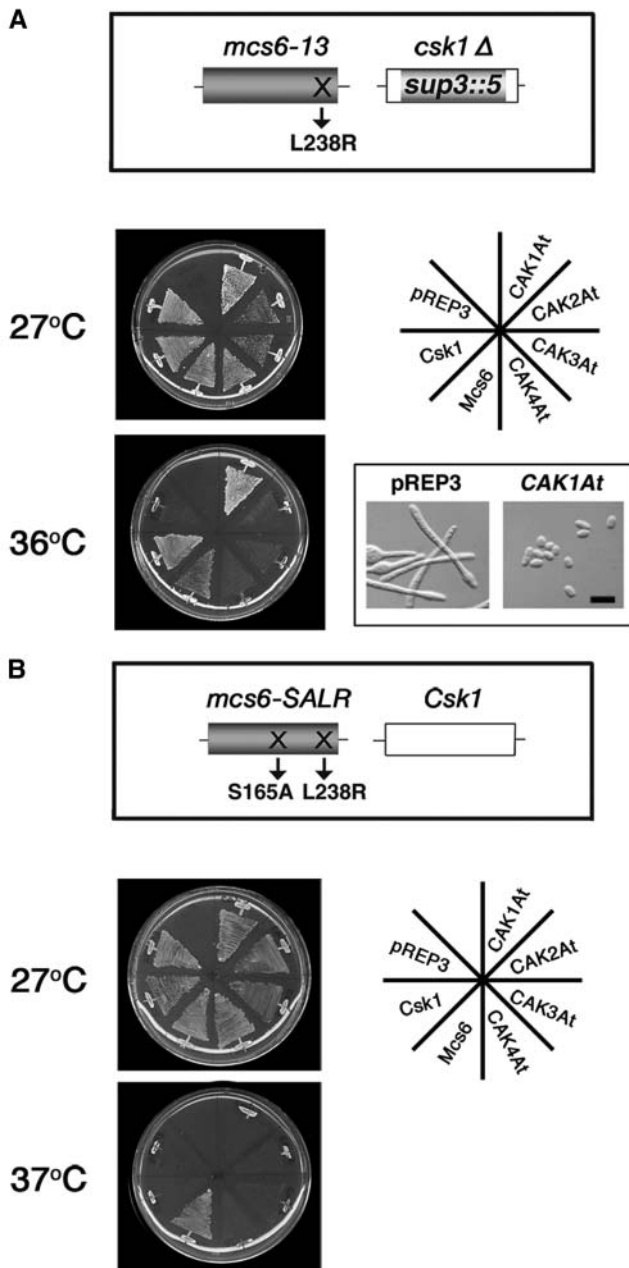 A
mcs6-13 csk1 Δ
X sup3::5
L238R
27°C
CAK1At
CAK2At
CAK3At
CAK4At
Mcs6
Csk1
pREP3
36°C
pREP3 CAK1At
B
mcs6-SALR Csk1
X X
S165A L238R
27°C
CAK1At
CAK2At
CAK3At
CAK4At
Mcs6
Csk1
pREP3
37°C